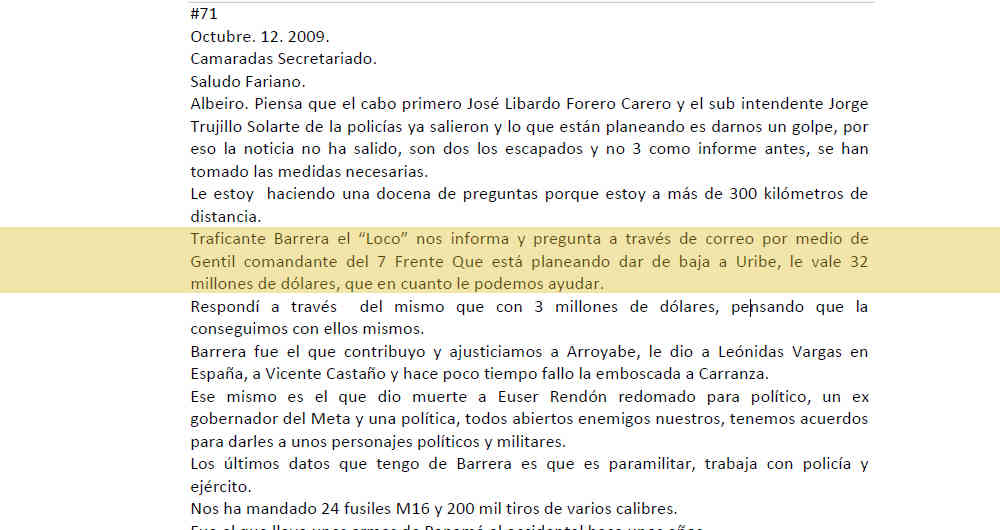 #71
Octubre. 12. 2009.
Camaradas Secretariado.
Saludo Fariano.
Albeiro. Piensa que el cabo primero José Libardo Forero Carero y el sub intendente Jorge
Trujillo Solarte de la policías ya salieron y lo que están planeando es darnos un golpe, por
eso la noticia no ha salido, son dos los escapados y no 3 como informe antes, se han
tomado las medidas necesarias.
Le estoy haciendo una docena de preguntas porque estoy a más de 300 kilómetros de
distancia.
Traficante Barrera el “Loco” nos informa y pregunta a través de correo por medio de
Gentil comandante del 7 Frente Que está planeando dar de baja a Uribe, le vale 32
millones de dólares, que en cuanto le podemos ayudar.
Respondí a través del mismo que con 3 millones de dólares, pensando que la
conseguimos con ellos mismos.
Barrera fue el que contribuyo y ajusticiamos a Arroyabe, le dio a Leónidas Vargas en
España, a Vicente Castaño y hace poco tiempo fallo la emboscada a Carranza.
Ese mismo es el que dio muerte a Euser Rendón redomado para político, un ex
gobernador del Meta y una política, todos abiertos enemigos nuestros, tenemos acuerdos
para darles a unos personajes políticos y militares.
Los últimos datos que tengo de Barrera es que es paramilitar, trabaja con policía y
ejército.
Nos ha mandado 24 fusiles M16 y 200 mil tiros de varios calibres.